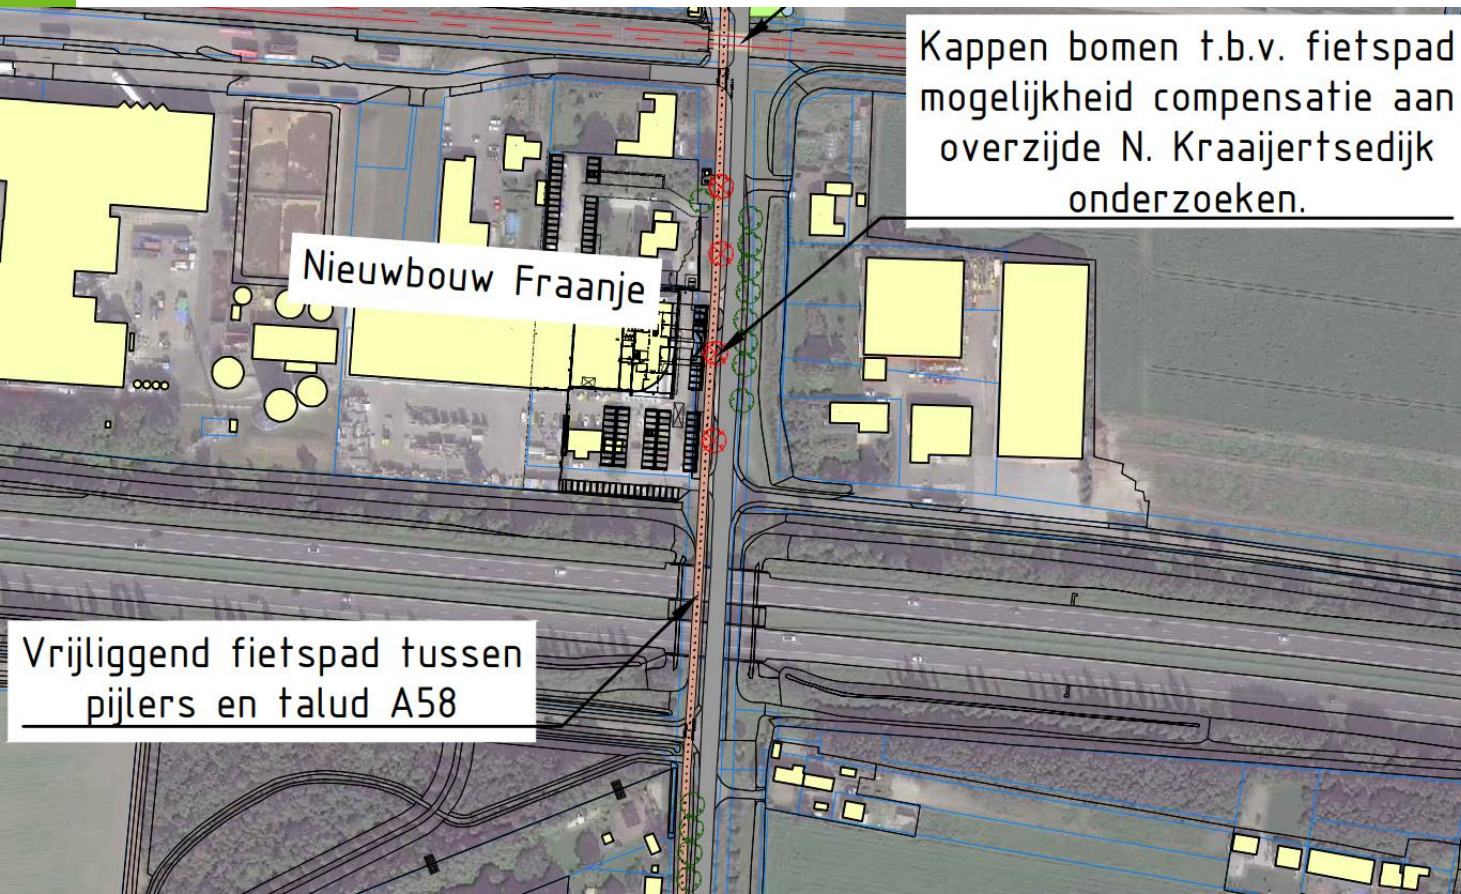 Kappen bomen t.b.v. fietspad
mogelijkheid compensatie aan
overzijde N. Kraaijertsedijk
onderzoeken.
Nieuwbouw Fraanje
Vrijliggend fietspad tussen
pijlers en talud A58